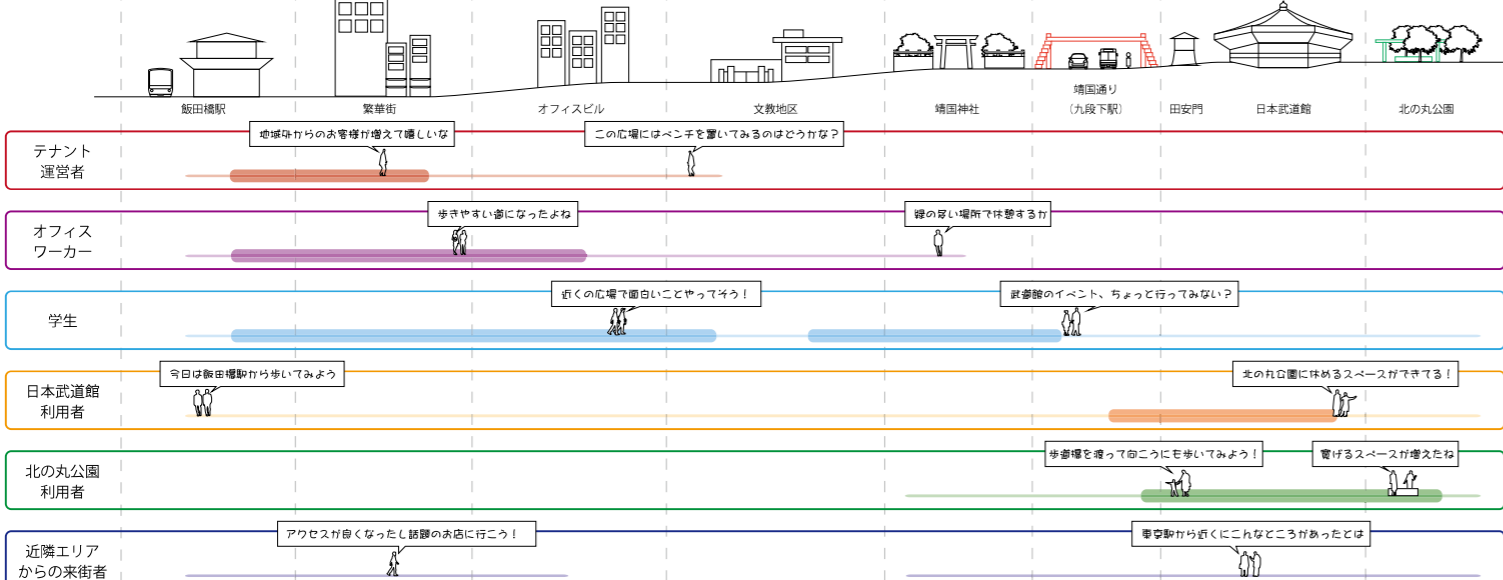 飯田橋駅
繁華街
オフィスビル
文教地区
靖国神社
靖国通り
（九段下駅）
田安門
日本武道館
北の丸公園
テナント
運営者
地域外からのお客様が増えて嬉しいな
この広場にはベンチを置いてみるのはどうかな？
オフィス
ワーカー
歩きやすい道になったよね
緑の多い場所で休憩するか
学生
近くの広場で面白いことやってそう！
武道館のイベント、ちょっと行ってみない？
日本武道館
利用者
今日は飯田橋駅から歩いてみよう
北の丸公園に休めるスペースができてる！
北の丸公園
利用者
歩道橋を渡って向こうにも歩いてみよう！
寛げるスペースが増えたね
近隣エリア
からの来街者
アクセスが良くなったし話題のお店に行こう！
東京駅から近くにこんなところがあったとは